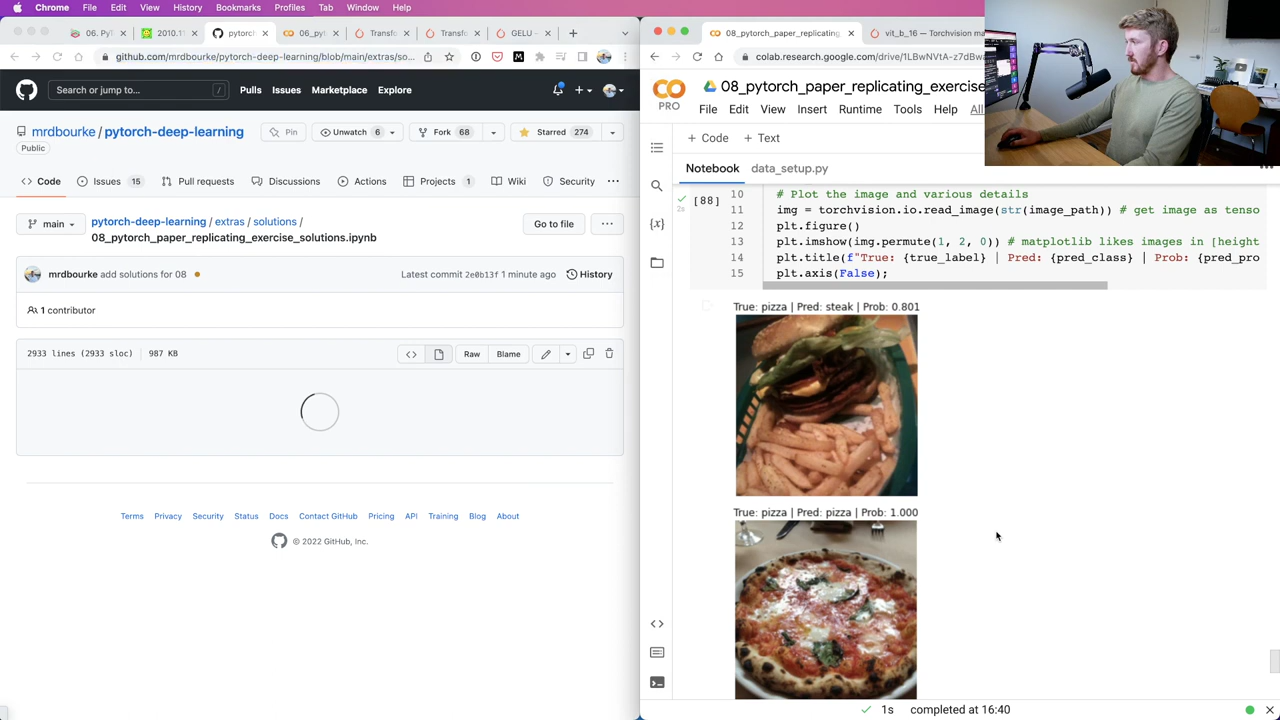 Chrome File Edit View History Bookmarks Profiles Tab Window Help
06. Py
2010.11
pytorch
06_py
Transfo
Transfo
GELU -
github.com/mrdbourke/pytorch-deep-learning/blob/main/extras/so...
Search or jump to...
/
Pulls Issues Marketplace Explore
mrdbourke / pytorch-deep-learning
Pin
Unwatch 6
Fork 68
Starred 274
Public
Code
Issues 15
Pull requests
Discussions
Actions
Projects 1
Wiki
Security
main
pytorch-deep-learning / extras / solutions /
08_pytorch_paper_replicating_exercise_solutions.ipynb
Go to file
mrdbourke add solutions for 08
Latest commit 2e0b13f 1 minute ago
History
1 contributor
2933 lines (2933 sloc) 987 KB
Raw
Blame
Terms Privacy Security Status Docs Contact GitHub Pricing API Training Blog About
© 2022 GitHub, Inc.
08_pytorch_paper_replicating
vit_b_16 — Torchvision ma
colab.research.google.com/drive/1LBwNVtA-z7dBw
PRO
08_pytorch_paper_replicating_exercise
File Edit View Insert Runtime Tools Help All
+ Code + Text
Notebook data_setup.py
[88]
2s
{x}
10 # Plot the image and various details
11 img = torchvision.io.read_image(str(image_path)) # get image as tenso
12 plt.figure()
13 plt.imshow(img.permute(1, 2, 0)) # matplotlib likes images in [height
14 plt.title(f"True: {true_label} | Pred: {pred_class} | Prob: {pred_pro
15 plt.axis(False);
True: pizza | Pred: steak | Prob: 0.801
True: pizza | Pred: pizza | Prob: 1.000
1s completed at 16:40